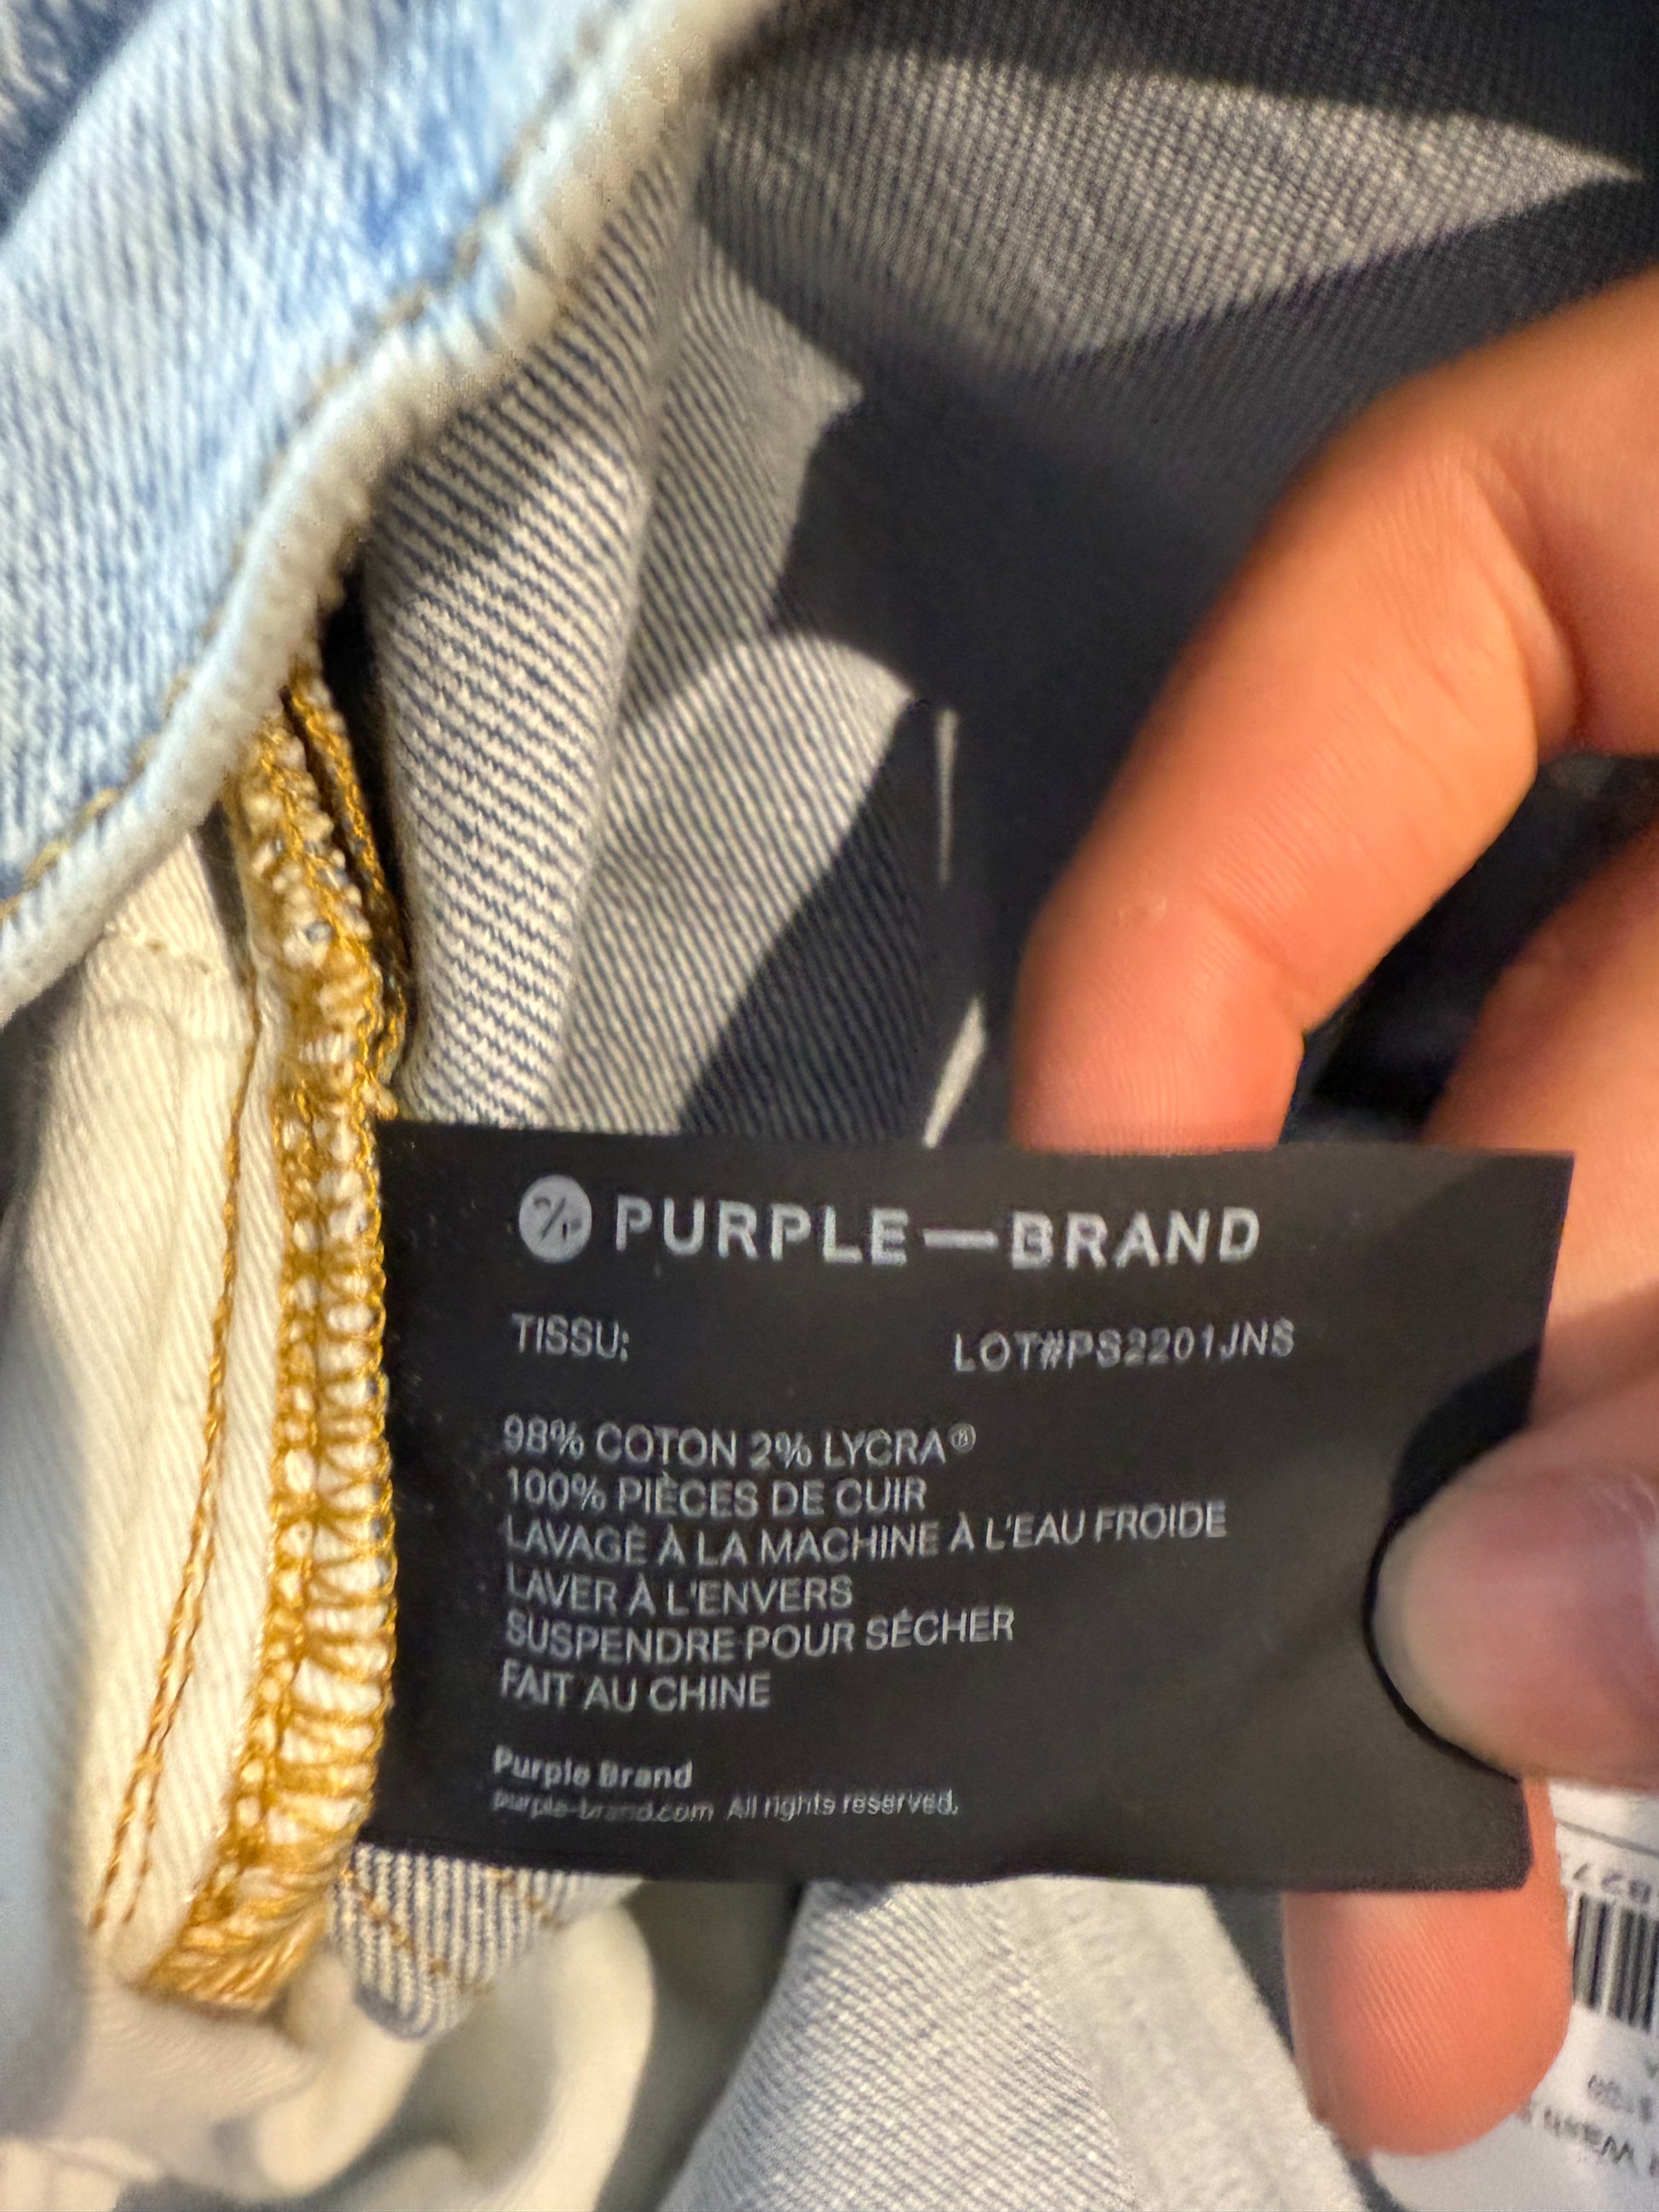 PURPLE—BRAND
TISSU: LOT#PS2201JNS
98% COTON 2% LYCRA®
100% PIÈCES DE CUIR
LAVAGE À LA MACHINE À L'EAU FROIDE
LAVER À L'ENVERS
SUSPENDRE POUR SÉCHER
FAIT AU CHINE
Purple Brand
purple-brand.com All rights reserved.